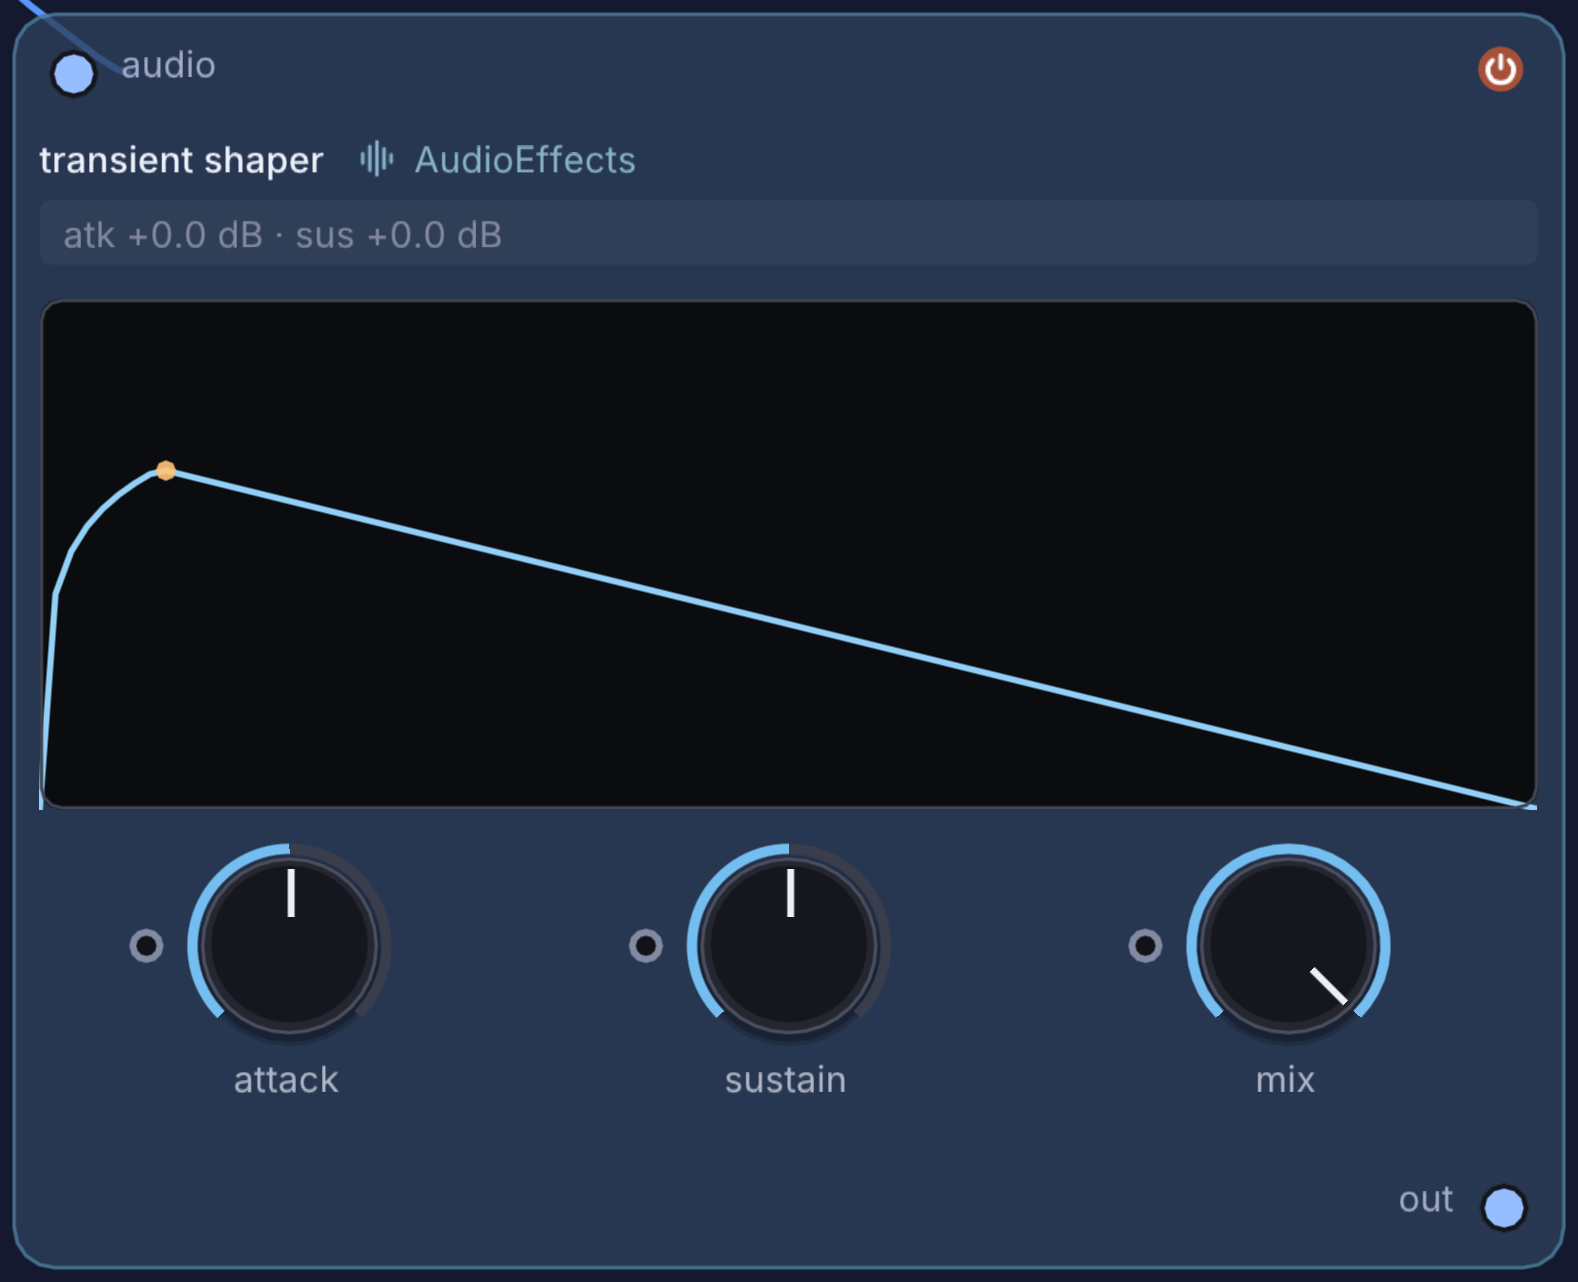 audio
transient shaper AudioEffects
atk +0.0 dB · sus +0.0 dB
attack sustain mix
out